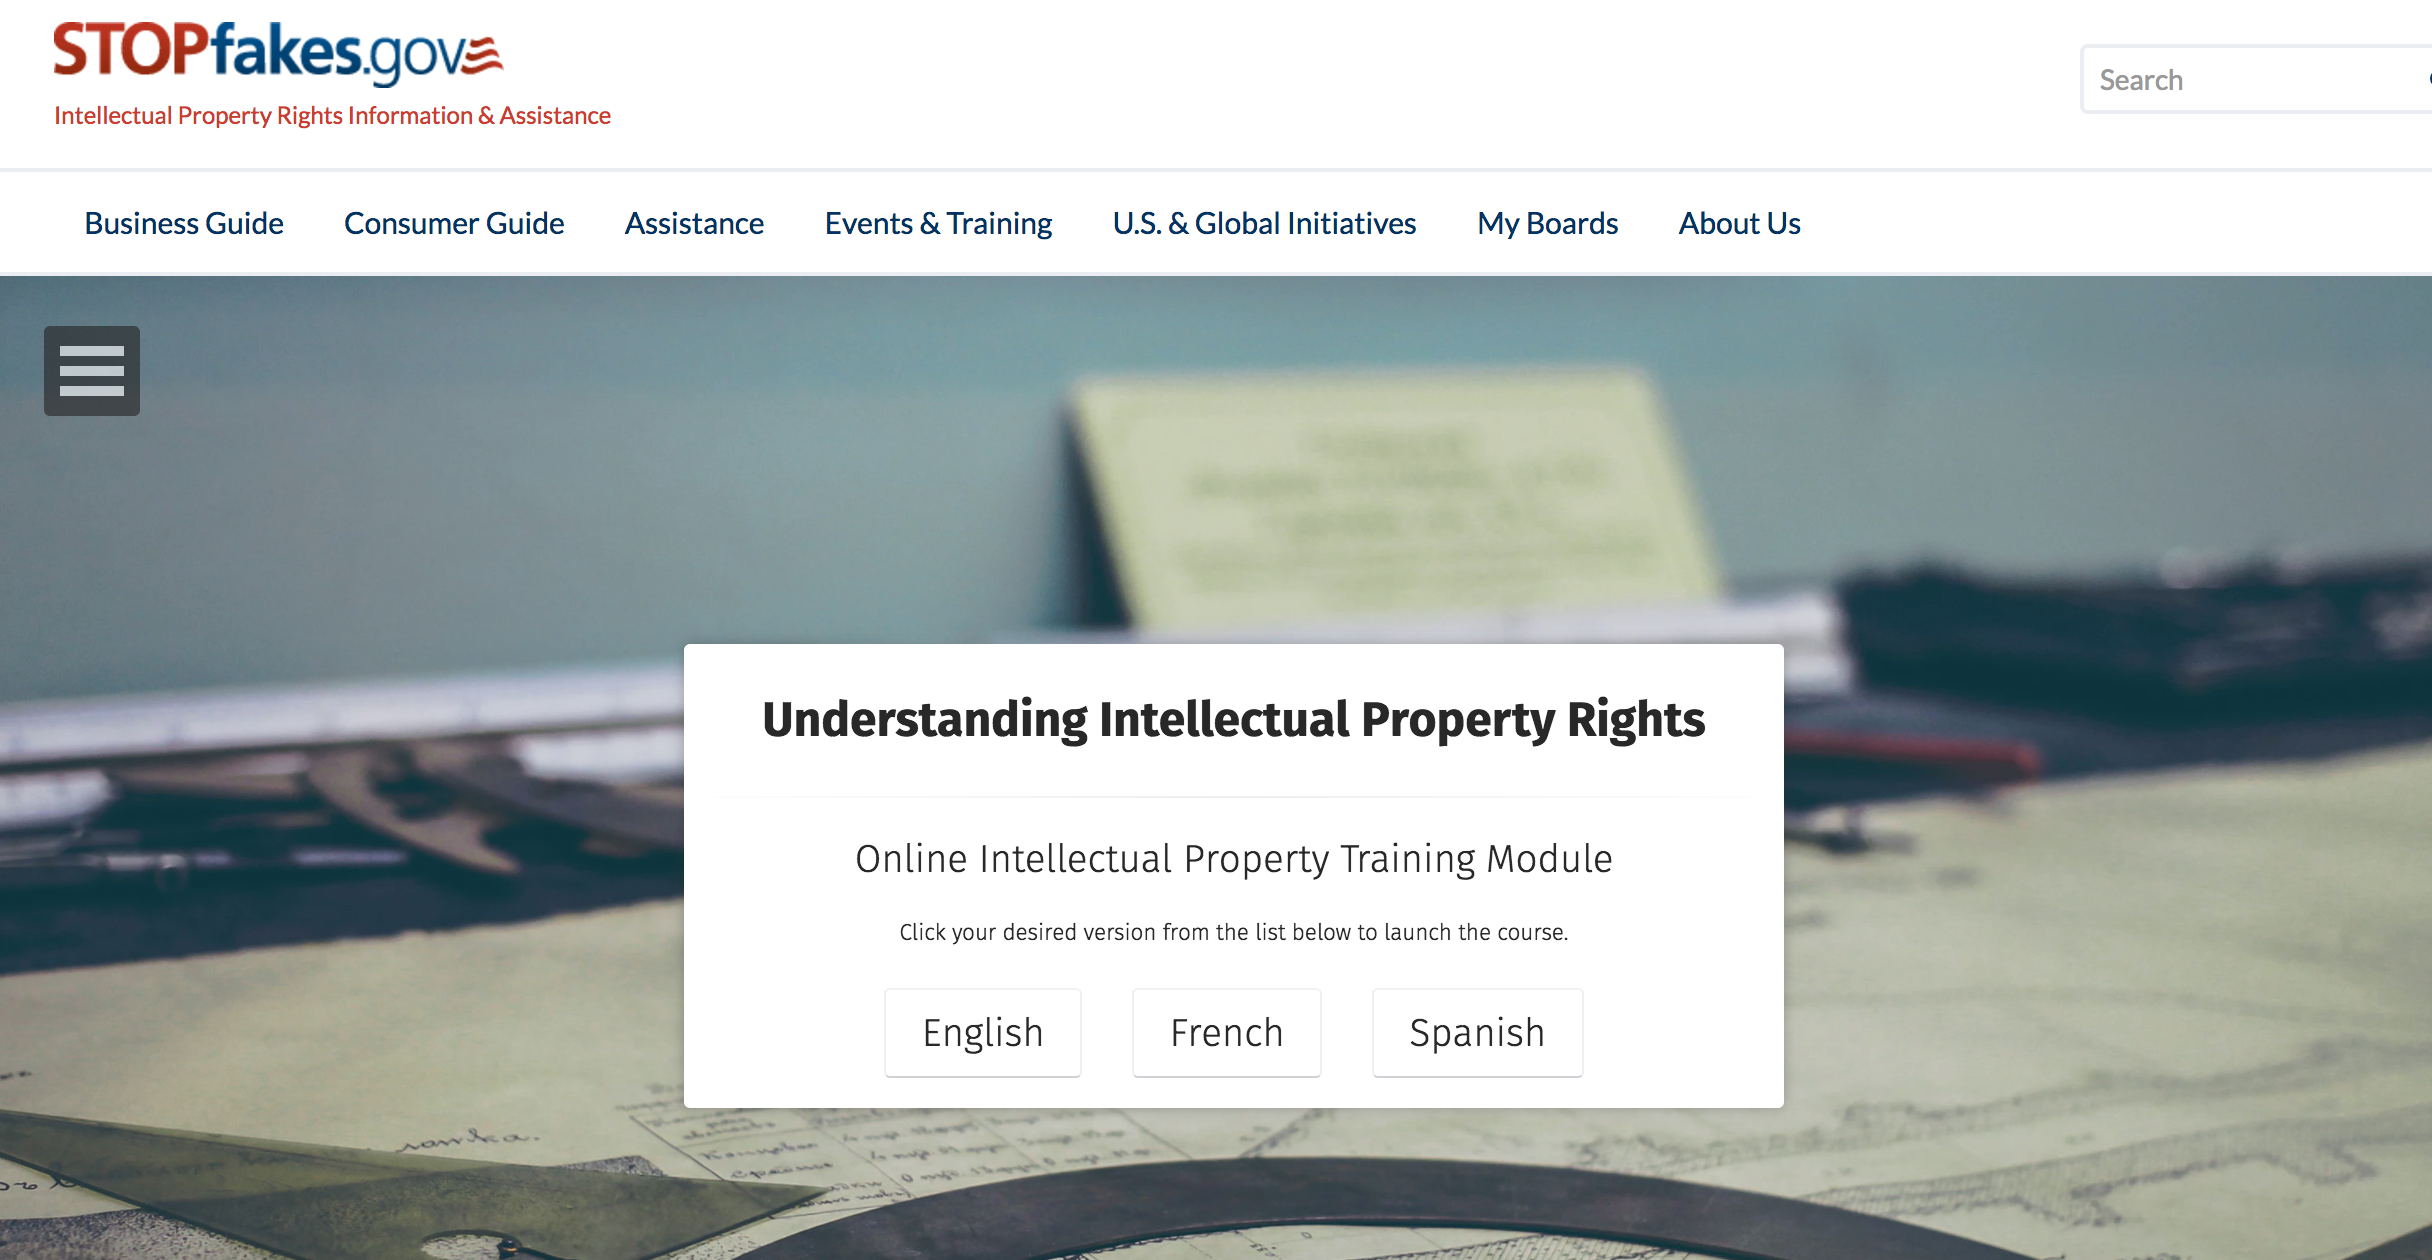 STOPfakes.gov
Intellectual Property Rights Information & Assistance
Search
Business Guide Consumer Guide Assistance Events & Training U.S. & Global Initiatives My Boards About Us
Understanding Intellectual Property Rights
Online Intellectual Property Training Module
Click your desired version from the list below to launch the course.
English French Spanish